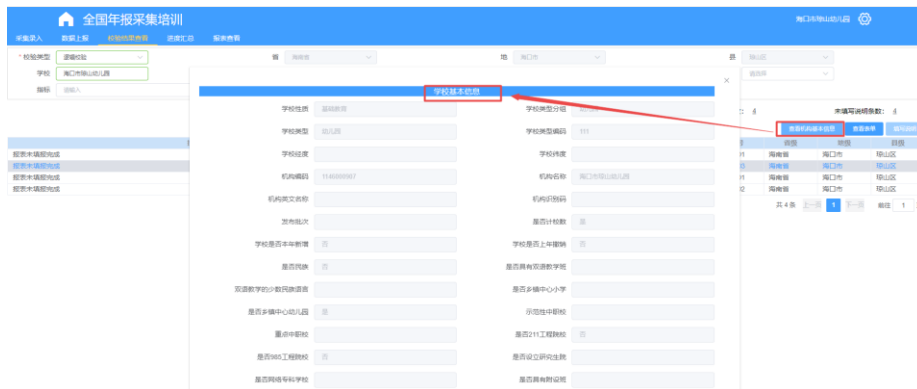 全国年报采集培训
海口市琼山幼儿园
采集录入 数据上报 校验结果查看 进度汇总 报表查看
* 校验类型 逻辑校验 省 海南省 地 海口市 县 琼山区
学校 海口市琼山幼儿园 请选择
指标 请输入
学校基本信息
学校性质 基础教育 学校类型分组
未填写说明条数: 4
学校类型 幼儿园 学校类型编码 111
查看机构基本信息 查看表单 填写说明
学校经度 学校纬度
省级 地级 县级
报表未填报完成 海南省 海口市 琼山区
报表未填报完成 海南省 海口市 琼山区
报表未填报完成 海南省 海口市 琼山区
报表未填报完成 海南省 海口市 琼山区
机构编码 机构名称 海口市琼山幼儿园
机构英文名称 机构识别码
共 4 条 上一页 1 下一页 前往 1
发布批次 是否计校数 是
学校是否本年新增 否 学校是否上年撤销 否
是否民族 否 是否具有双语教学班
双语教学的少数民族语言 是否乡镇中心小学
是否乡镇中心幼儿园 是 示范性中职校
重点中职校 是否211工程院校 否
是否985工程院校 否 是否设立研究生院
是否网络专科学校 是否具有附设班